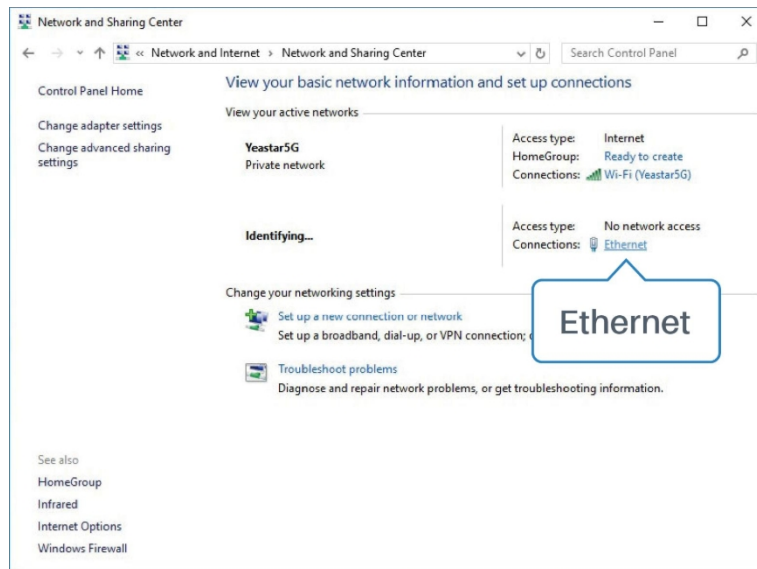 Network and Sharing Center
« Network and Internet › Network and Sharing Center
Search Control Panel
Control Panel Home
Change adapter settings
Change advanced sharing
settings
View your basic network information and set up connections
View your active networks
Yeastar5G
Private network
Access type: Internet
HomeGroup: Ready to create
Connections: Wi-Fi (Yeastar5G)
Identifying...
Access type: No network access
Connections: Ethernet
Ethernet
Change your networking settings
Set up a new connection or network
Set up a broadband, dial-up, or VPN connection;
Troubleshoot problems
Diagnose and repair network problems, or get troubleshooting information.
See also
HomeGroup
Infrared
Internet Options
Windows Firewall